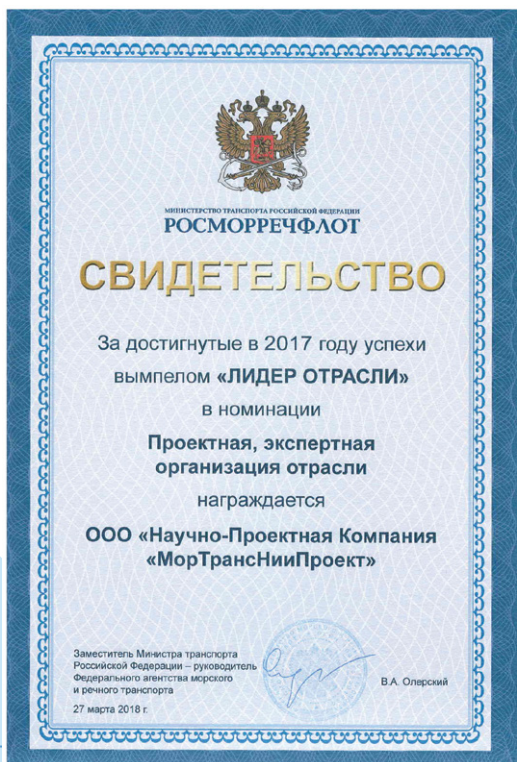 МИНИСТЕРСТВО ТРАНСПОРТА РОССИЙСКОЙ ФЕДЕРАЦИИ
РОСМОРРЕЧФЛОТ
СВИДЕТЕЛЬСТВО
За достигнутые в 2017 году успехи
вымпелом «ЛИДЕР ОТРАСЛИ»
в номинации
Проектная, экспертная
организация отрасли
награждается
ООО «Научно-Проектная Компания
«МорТрансНииПроект»
Заместитель Министра транспорта
Российской Федерации – руководитель
Федерального агентства морского
и речного транспорта
В.А. Олерский
27 марта 2018 г.